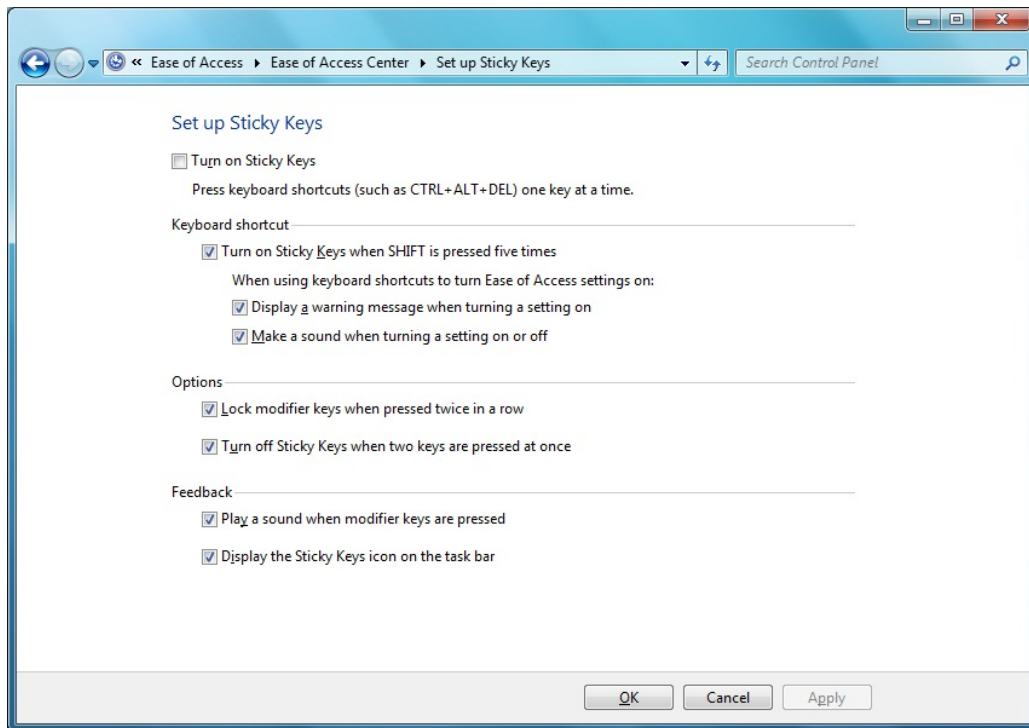 « Ease of Access ▸ Ease of Access Center ▸ Set up Sticky Keys
Search Control Panel
Set up Sticky Keys
Turn on Sticky Keys
Press keyboard shortcuts (such as CTRL+ALT+DEL) one key at a time.
Keyboard shortcut
Turn on Sticky Keys when SHIFT is pressed five times
When using keyboard shortcuts to turn Ease of Access settings on:
Display a warning message when turning a setting on
Make a sound when turning a setting on or off
Options
Lock modifier keys when pressed twice in a row
Turn off Sticky Keys when two keys are pressed at once
Feedback
Play a sound when modifier keys are pressed
Display the Sticky Keys icon on the task bar
OK
Cancel
Apply